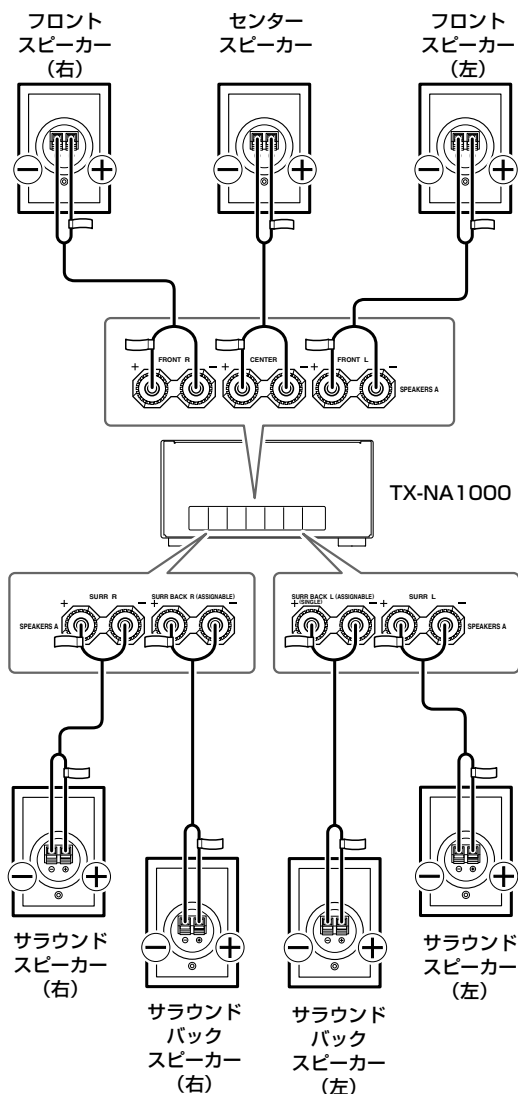 フロント
スピーカー
(右)
センター
スピーカー
フロント
スピーカー
(左)
− +
− +
− +
+ FRONT R −
+ CENTER −
+ FRONT L −
SPEAKERS A
TX-NA1000
SURR R
SURR BACK R (ASSIGNABLE)
+ − + −
SPEAKERS A
SURR BACK L (ASSIGNABLE)
(SINGLE)
SURR L
+ − + −
SPEAKERS A
− +
サラウンド
スピーカー
(右)
− +
サラウンド
バック
スピーカー
(右)
− +
サラウンド
バック
スピーカー
(左)
− +
サラウンド
スピーカー
(左)